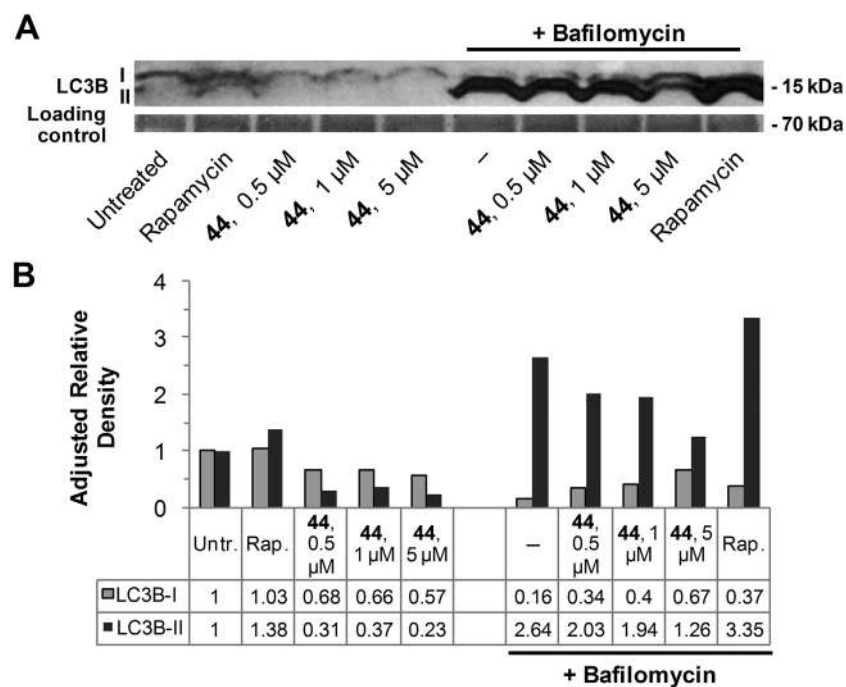 A
+ Bafilomycin
LC3B I
II
- 15 kDa
Loading control
- 70 kDa
Untreated
Rapamycin
44, 0.5 µM
44, 1 µM
44, 5 µM
–
44, 0.5 µM
44, 1 µM
44, 5 µM
Rapamycin
B
Adjusted Relative
Density
4
3
2
1
0
Untr. Rap. 44, 0.5 µM 44, 1 µM 44, 5 µM – 44, 0.5 µM 44, 1 µM 44, 5 µM Rap.
LC3B-I 1 1.03 0.68 0.66 0.57 0.16 0.34 0.4 0.67 0.37
LC3B-II 1 1.38 0.31 0.37 0.23 2.64 2.03 1.94 1.26 3.35
+ Bafilomycin